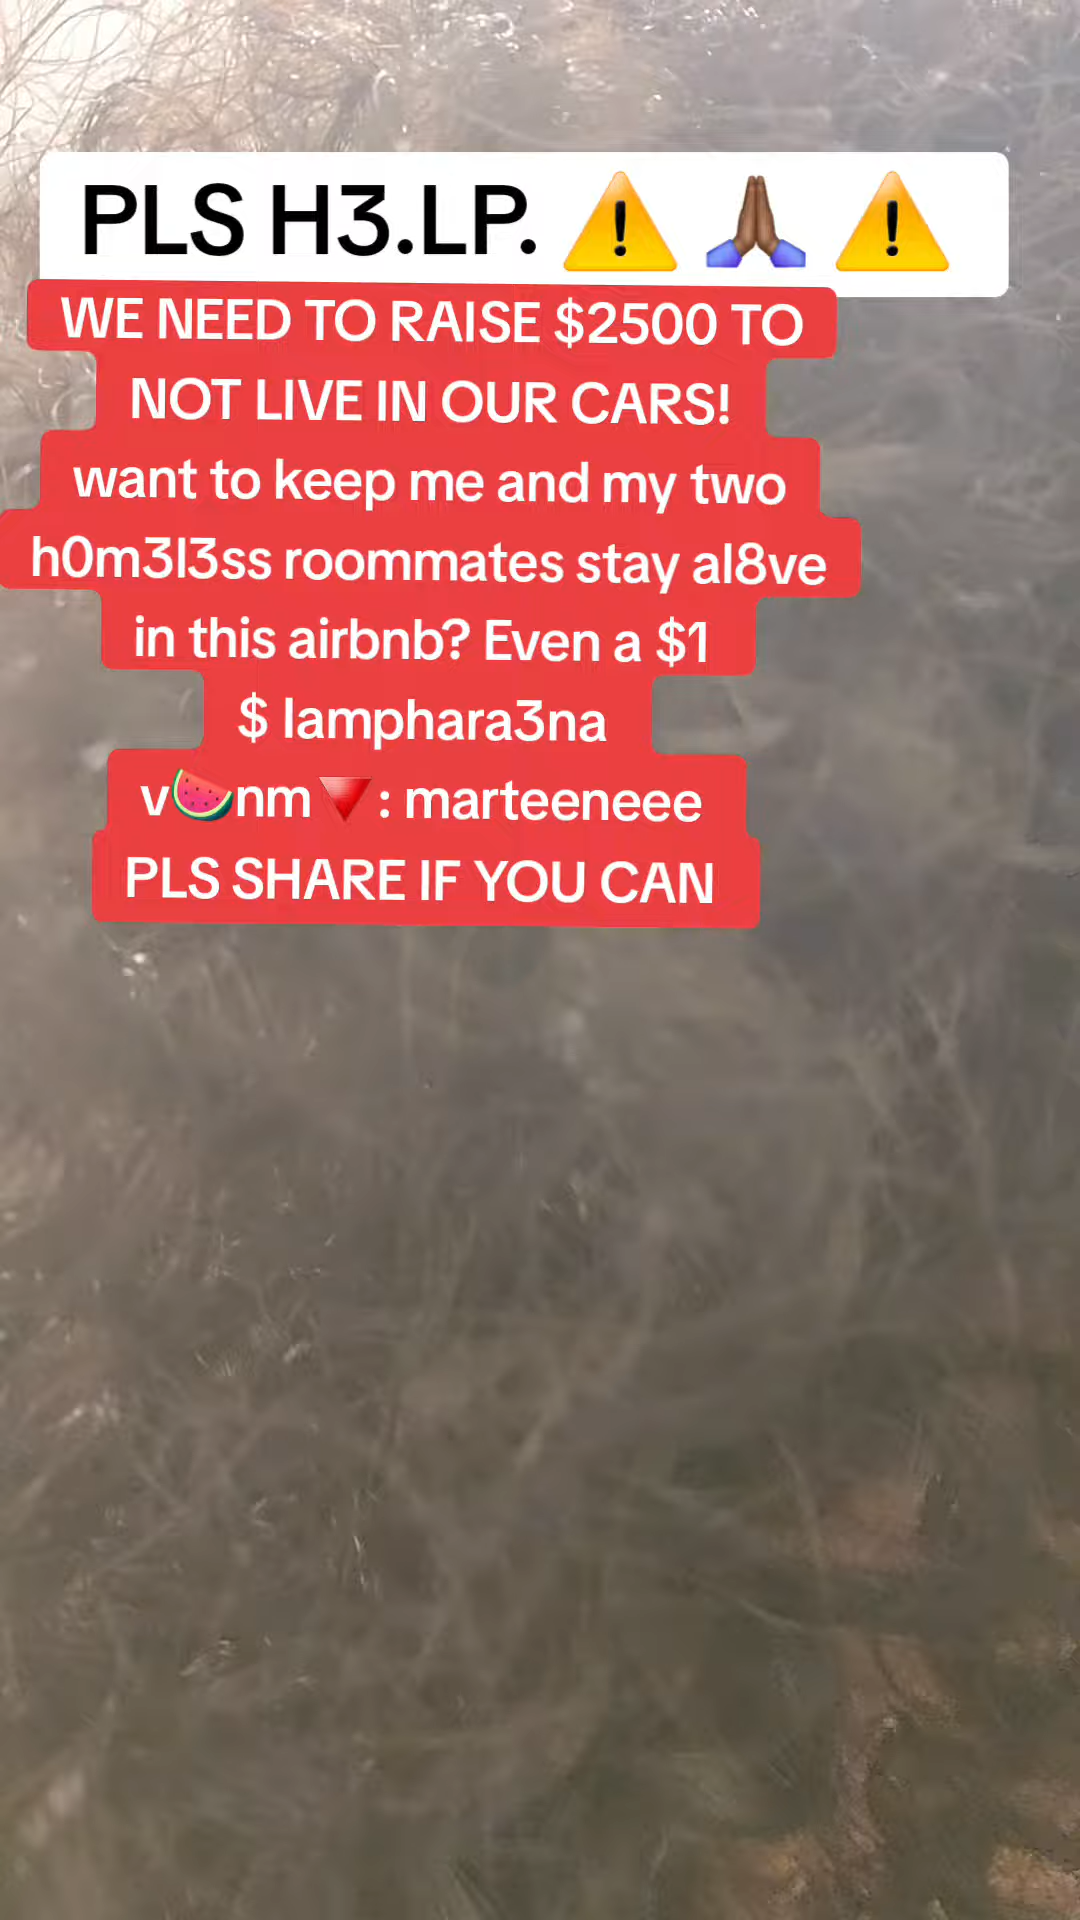 PLS H3.LP. ⚠️🙏🏾⚠️
WE NEED TO RAISE $2500 TO
NOT LIVE IN OUR CARS!
want to keep me and my two
h0m3l3ss roommates stay al8ve
in this airbnb? Even a $1
$ lamphara3na
v🍉nm🔻: marteeneee
PLS SHARE IF YOU CAN